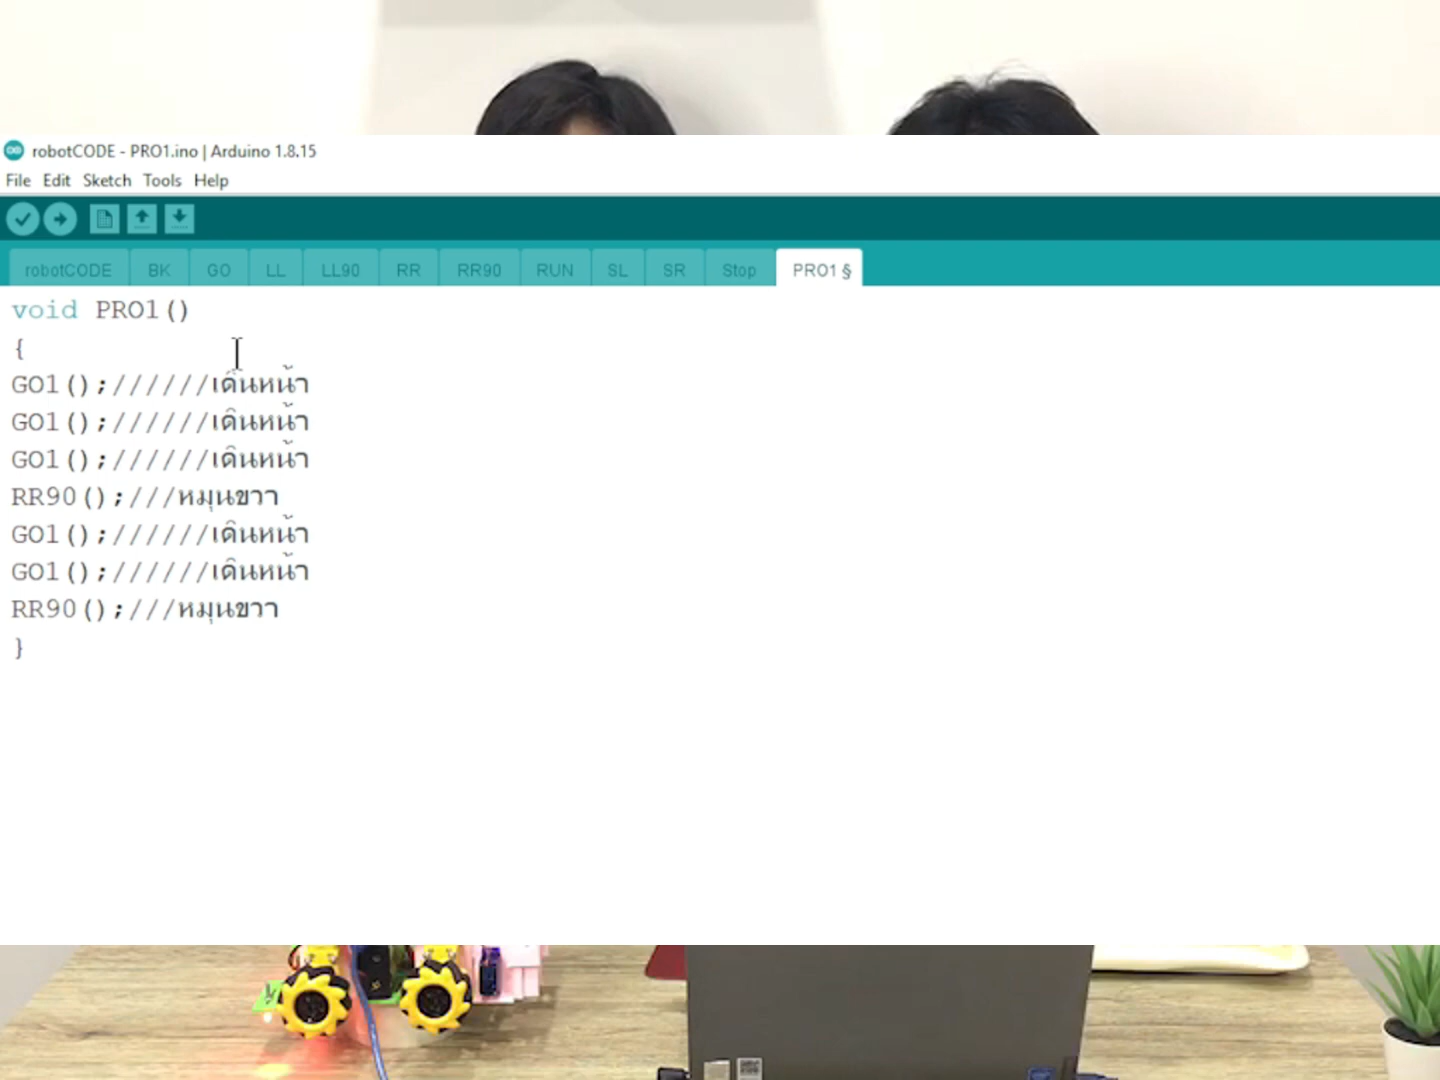 robotCODE - PRO1.ino | Arduino 1.8.15
File Edit Sketch Tools Help
robotCODE BK GO LL LL90 RR RR90 RUN SL SR Stop PRO1 §
void PRO1()
{
GO1();//////เดินหน้า
GO1();//////เดินหน้า
GO1();//////เดินหน้า
RR90();///หมุนขวา
GO1();//////เดินหน้า
GO1();//////เดินหน้า
RR90();///หมุนขวา
}